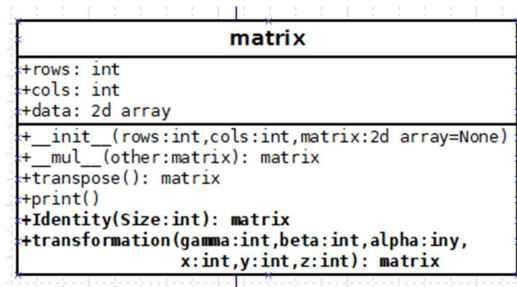 matrix
+rows: int
+cols: int
+data: 2d array
+__init__(rows:int,cols:int,matrix:2d array=None)
+__mul__(other:matrix): matrix
+transpose(): matrix
+print()
+Identity(Size:int): matrix
+transformation(gamma:int,beta:int,alpha:iny,
x:int,y:int,z:int): matrix